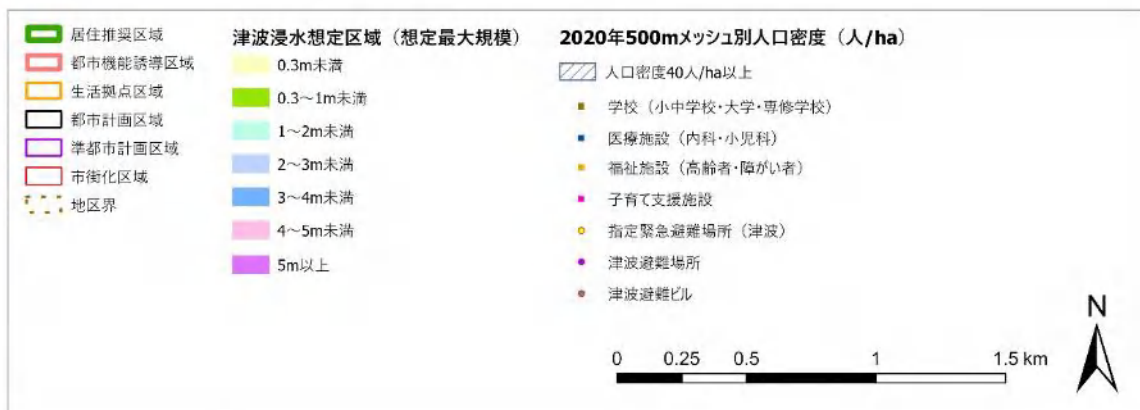 居住推奨区域
都市機能誘導区域
生活拠点区域
都市計画区域
準都市計画区域
市街化区域
地区界
津波浸水想定区域（想定最大規模）
0.3m未満
0.3～1m未満
1～2m未満
2～3m未満
3～4m未満
4～5m未満
5m以上
2020年500mメッシュ別人口密度（人/ha）
人口密度40人/ha以上
学校（小中学校・大学・専修学校）
医療施設（内科・小児科）
福祉施設（高齢者・障がい者）
子育て支援施設
指定緊急避難場所（津波）
津波避難場所
津波避難ビル
0 0.25 0.5 1 1.5 km
N